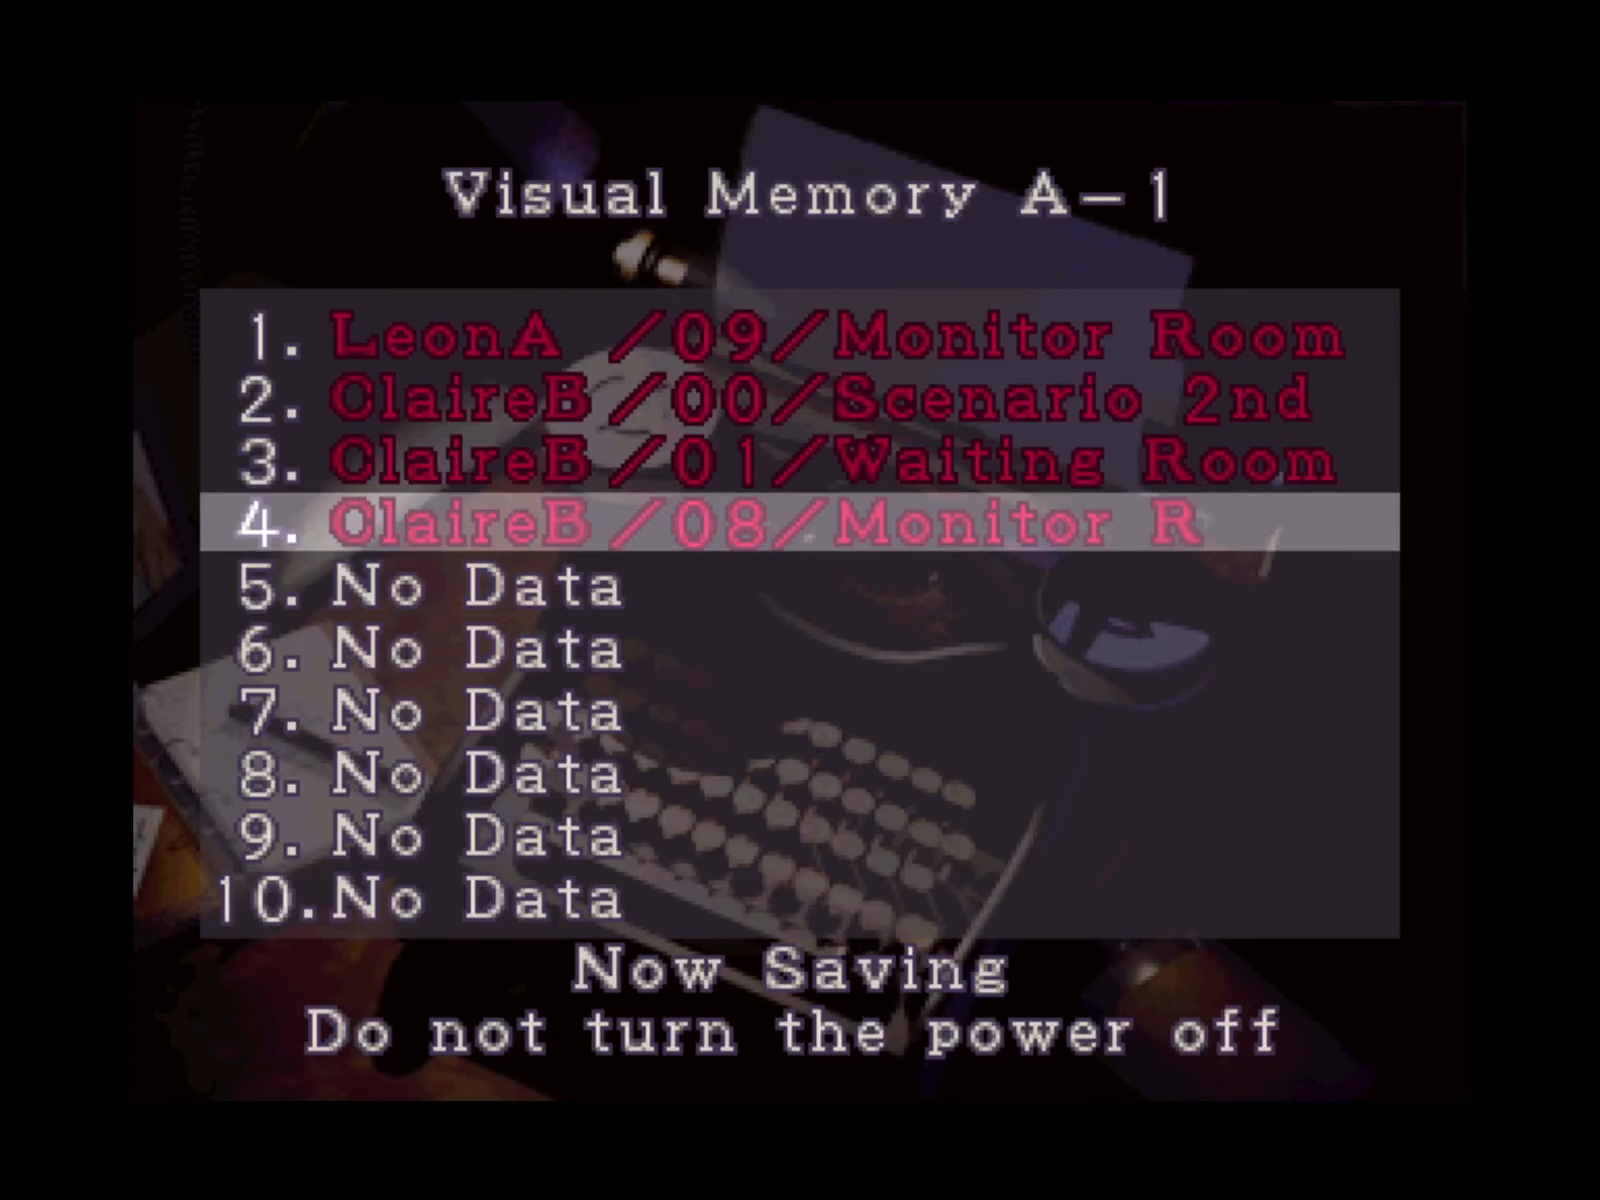 Visual Memory A-1
1. LeonA /09/Monitor Room
2. ClaireB/00/Scenario 2nd
3. ClaireB/01/Waiting Room
4. ClaireB/08/Monitor R
5. No Data
6. No Data
7. No Data
8. No Data
9. No Data
10. No Data
Now Saving
Do not turn the power off